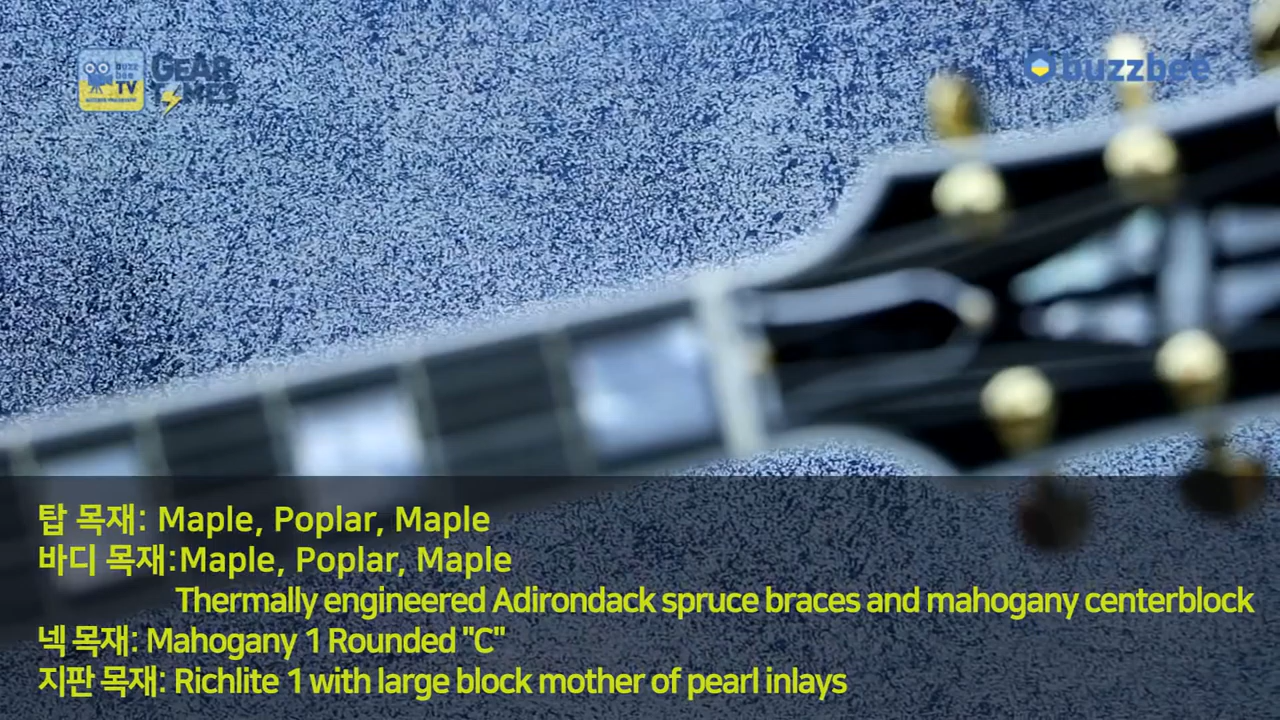 TV
GEAR
buzzbee
탑 목재: Maple, Poplar, Maple
바디 목재:Maple, Poplar, Maple
Thermally engineered Adirondack spruce braces and mahogany centerblock
넥 목재: Mahogany 1 Rounded "C"
지판 목재: Richlite 1 with large block mother of pearl inlays